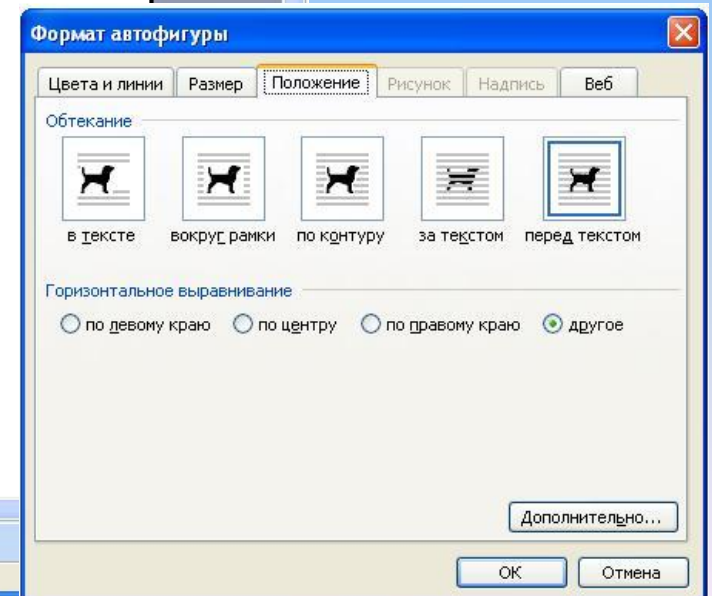 Формат автофигуры
Цвета и линии Размер Положение Рисунок Надпись Веб
Обтекание
в тексте вокруг рамки по контуру за текстом перед текстом
Горизонтальное выравнивание
по левому краю по центру по правому краю другое
Дополнительно...
ОК Отмена